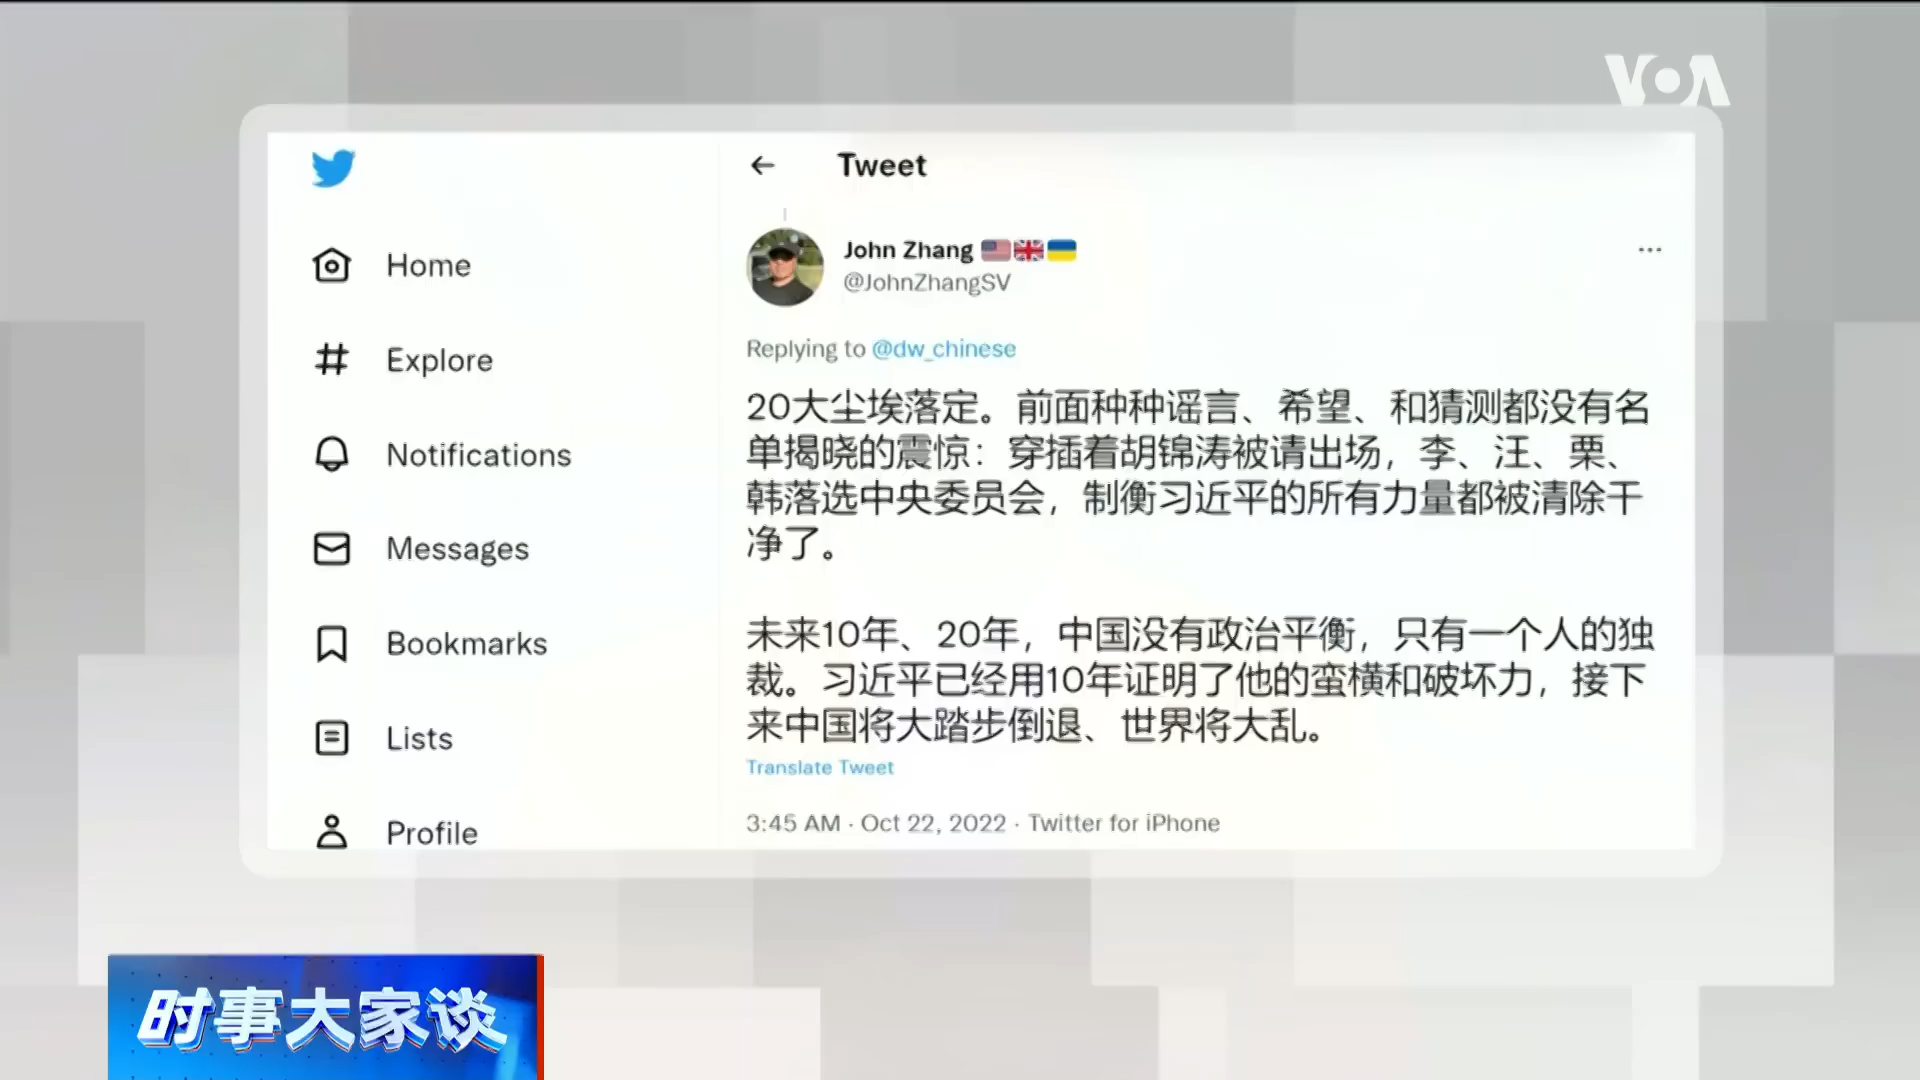 VOA
Tweet
Home
Explore
Notifications
Messages
Bookmarks
Lists
Profile
John Zhang
@JohnZhangSV
Replying to @dw_chinese
20大尘埃落定。前面种种谣言、希望、和猜测都没有名
单揭晓的震惊：穿插着胡锦涛被请出场，李、汪、栗、
韩落选中央委员会，制衡习近平的所有力量都被清除干
净了。
未来10年、20年，中国没有政治平衡，只有一个人的独
裁。习近平已经用10年证明了他的蛮横和破坏力，接下
来中国将大踏步倒退、世界将大乱。
Translate Tweet
3:45 AM · Oct 22, 2022 · Twitter for iPhone
时事大家谈